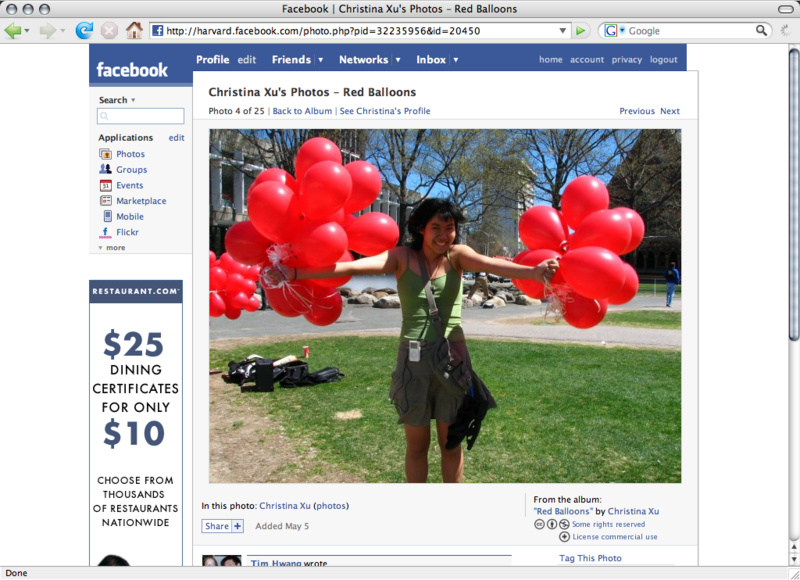 Facebook | Christina Xu's Photos – Red Balloons
http://harvard.facebook.com/photo.php?pid=32235956&id=20450
G Google
facebook
Profile edit Friends ▼ Networks ▼ Inbox ▼ home account privacy logout
Search ▼
Applications edit
Photos
Groups
31 Events
Marketplace
Mobile
f Flickr
▼ more
RESTAURANT.COM
$25
DINING
CERTIFICATES
FOR ONLY
$10
CHOOSE FROM
THOUSANDS
OF RESTAURANTS
NATIONWIDE
Christina Xu's Photos – Red Balloons
Photo 4 of 25 | Back to Album | See Christina's Profile Previous Next
In this photo: Christina Xu (photos)
Share + Added May 5
From the album:
"Red Balloons" by Christina Xu
Some rights reserved
License commercial use
Tag This Photo
Tim Hwang wrote
Done